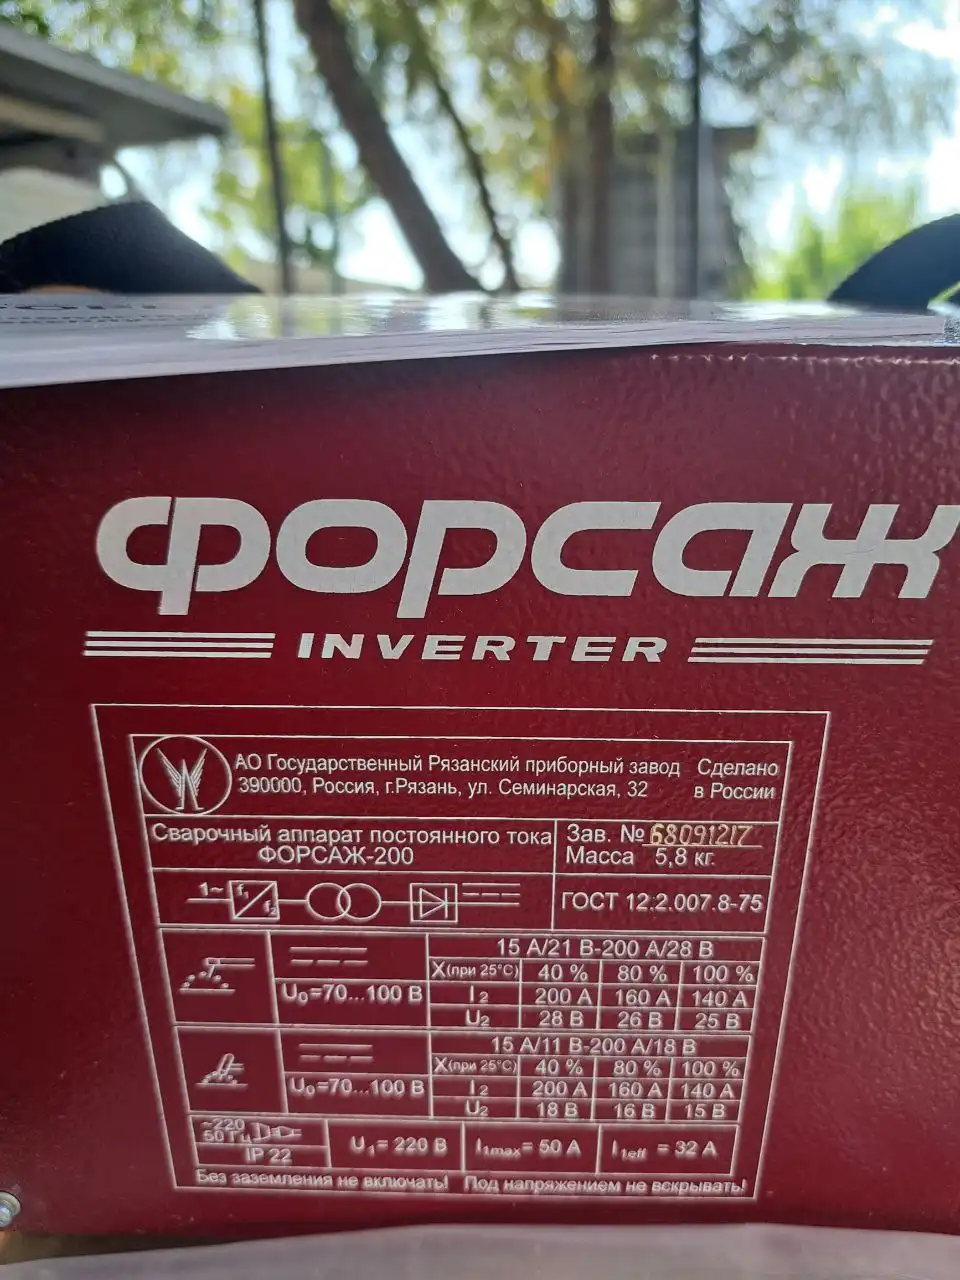 ФОРСАЖ
INVERTER
АО Государственный Рязанский приборный завод Сделано
390000, Россия, г.Рязань, ул. Семинарская, 32 в России
Сварочный аппарат постоянного тока
ФОРСАЖ-200
Зав. № 68091217
Масса 5,8 кг.
1~ f₁ f₂
ГОСТ 12.2.007.8-75
15 А/21 В-200 А/28 В
X(при 25°C) 40 % 80 % 100 %
U₀=70...100 В
I₂ 200 А 160 А 140 А
U₂ 28 В 26 В 25 В
15 А/11 В-200 А/18 В
X(при 25°C) 40 % 80 % 100 %
U₀=70...100 В
I₂ 200 А 160 А 140 А
U₂ 18 В 16 В 15 В
~220
50 Гц
IP 22
U₁= 220 В
I₁max= 50 А
I₁eff = 32 А
Без заземления не включать! Под напряжением не вскрывать!